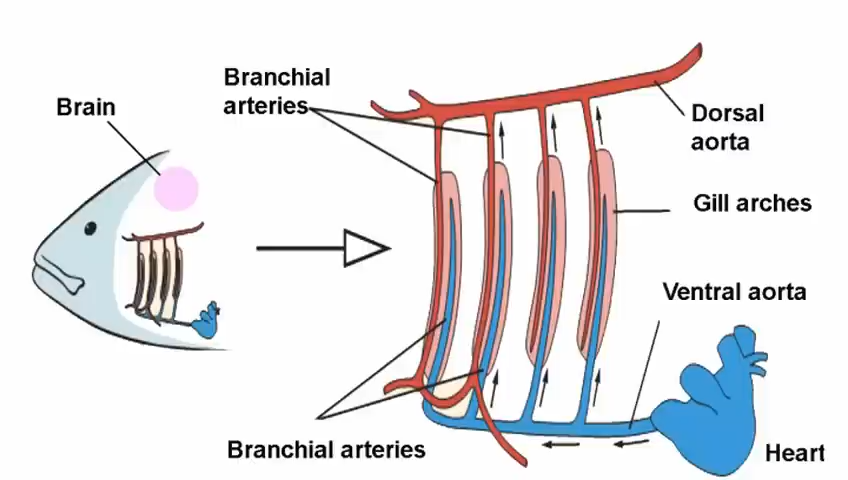 Branchial
arteries
Brain
Dorsal
aorta
Gill arches
Ventral aorta
Branchial arteries
Heart